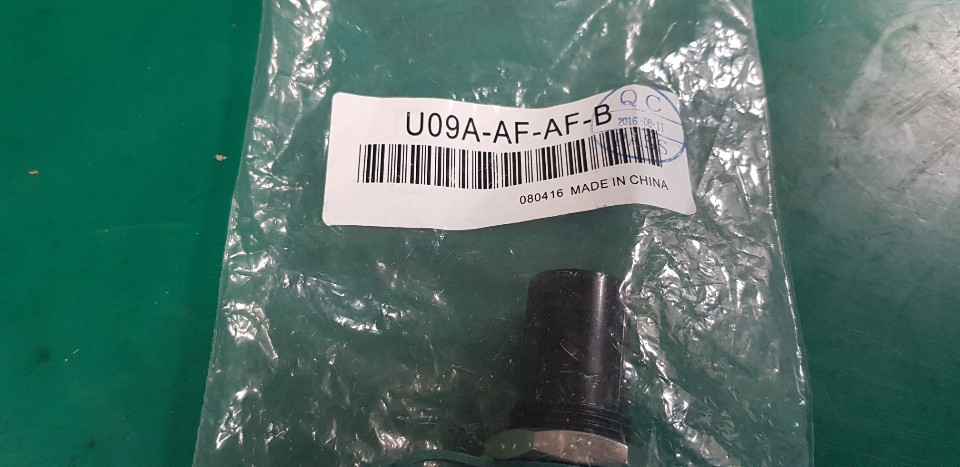 U09A-AF-AF-B
QC
2016-08-11
080416 MADE IN CHINA